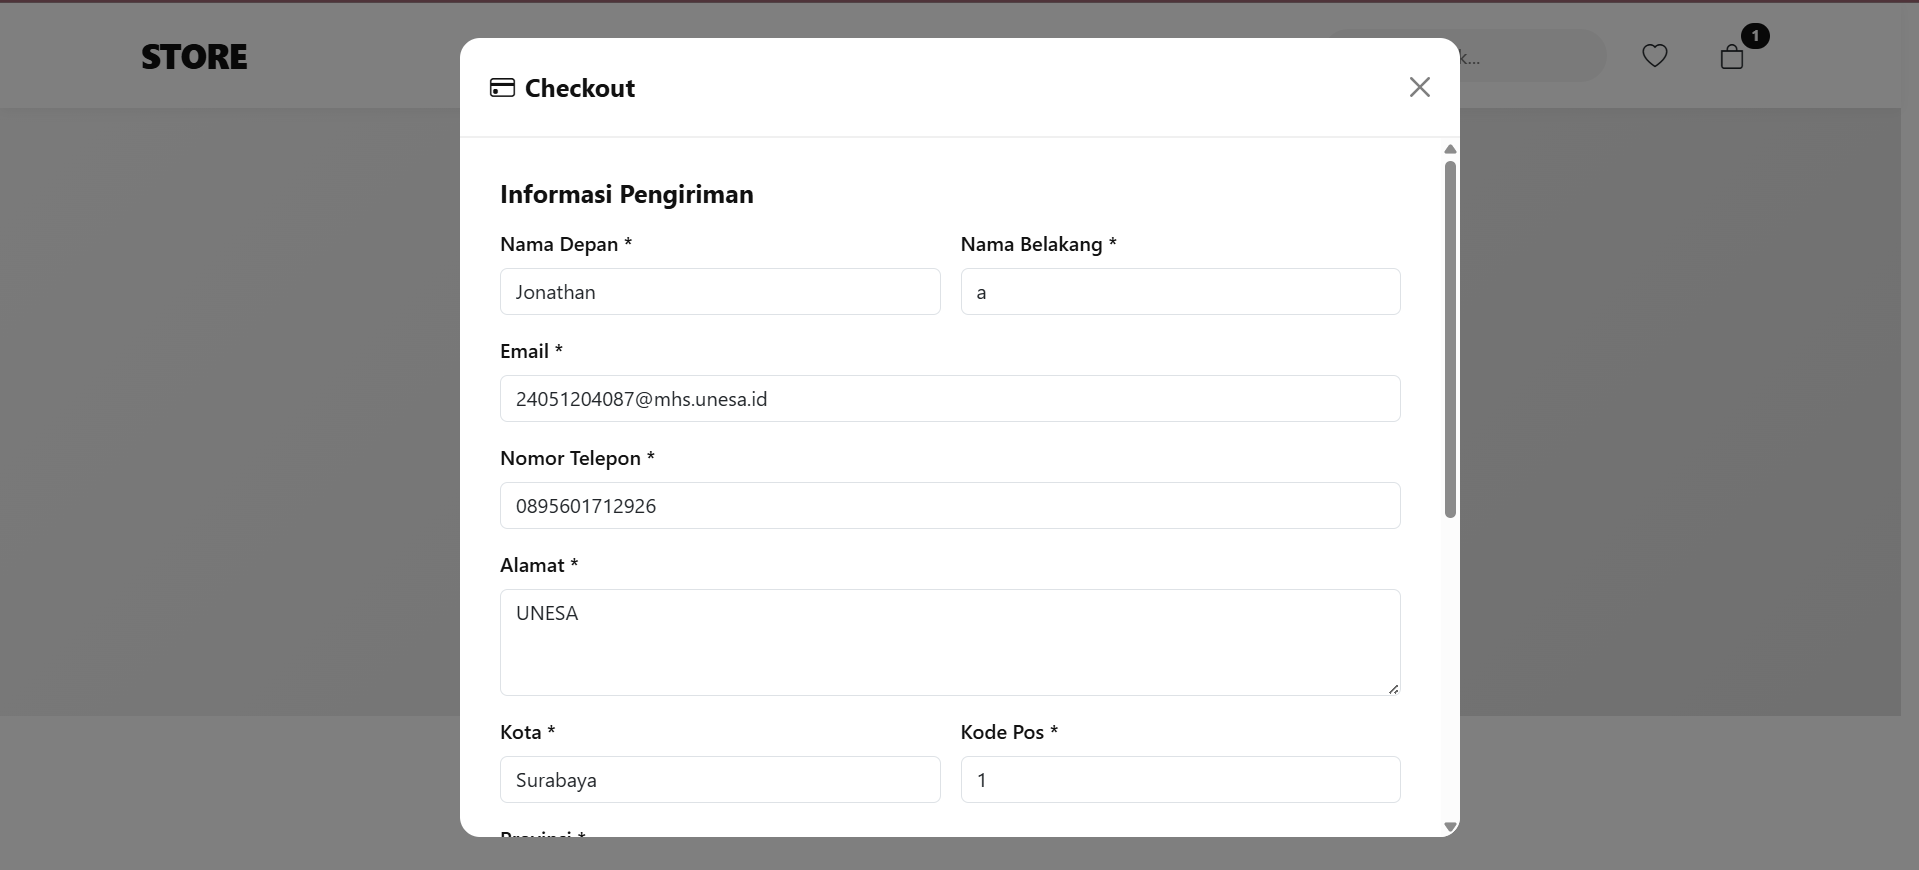 STORE
k...
1
Checkout
Informasi Pengiriman
Nama Depan *
Nama Belakang *
Jonathan
a
Email *
24051204087@mhs.unesa.id
Nomor Telepon *
0895601712926
Alamat *
UNESA
Kota *
Kode Pos *
Surabaya
1
Provinsi *